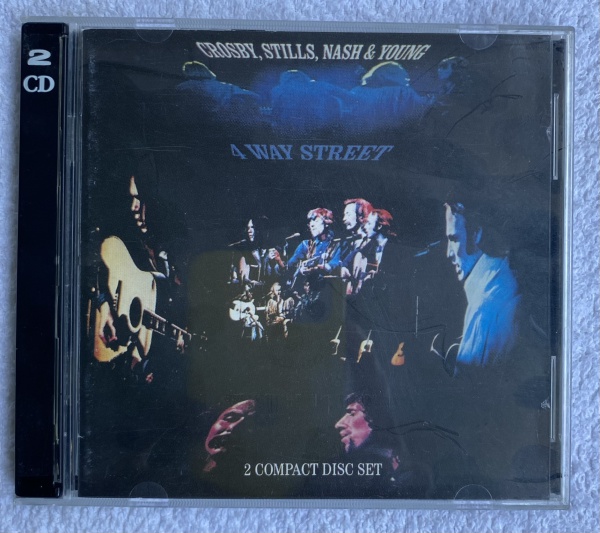 2
CD
CROSBY, STILLS, NASH & YOUNG
4 WAY STREET
2 COMPACT DISC SET